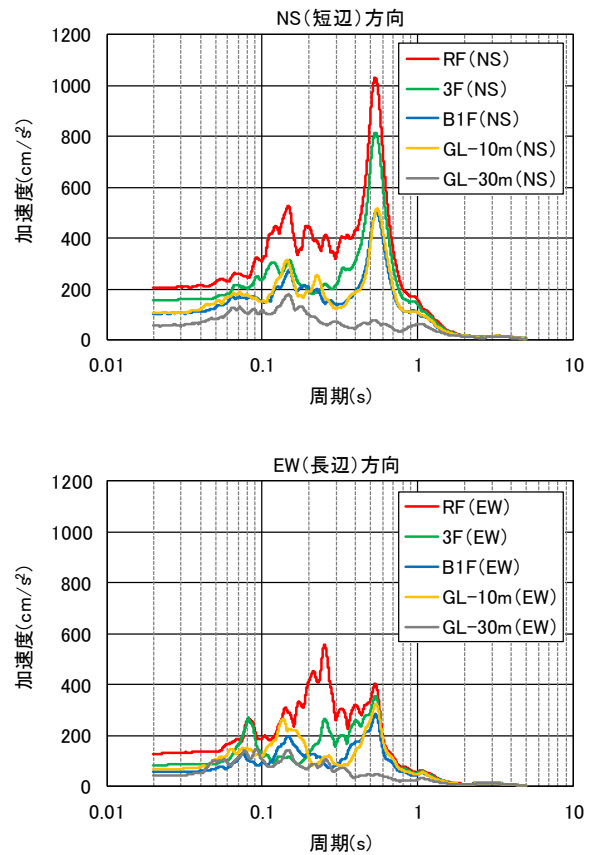 NS(短辺)方向
1200
1000
800
600
400
200
0
加速度(cm/s²)
RF(NS)
3F(NS)
B1F(NS)
GL-10m(NS)
GL-30m(NS)
0.01
0.1
1
10
周期(s)
EW(長辺)方向
1200
1000
800
600
400
200
0
加速度(cm/s²)
RF(EW)
3F(EW)
B1F(EW)
GL-10m(EW)
GL-30m(EW)
0.01
0.1
1
10
周期(s)